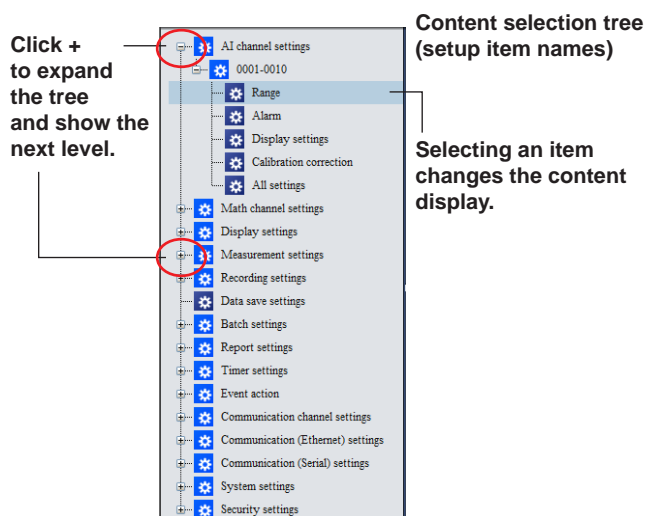 Click +
to expand
the tree
and show the
next level.
Content selection tree
(setup item names)
Selecting an item
changes the content
display.
AI channel settings
0001-0010
Range
Alarm
Display settings
Calibration correction
All settings
Math channel settings
Display settings
Measurement settings
Recording settings
Data save settings
Batch settings
Report settings
Timer settings
Event action
Communication channel settings
Communication (Ethernet) settings
Communication (Serial) settings
System settings
Security settings